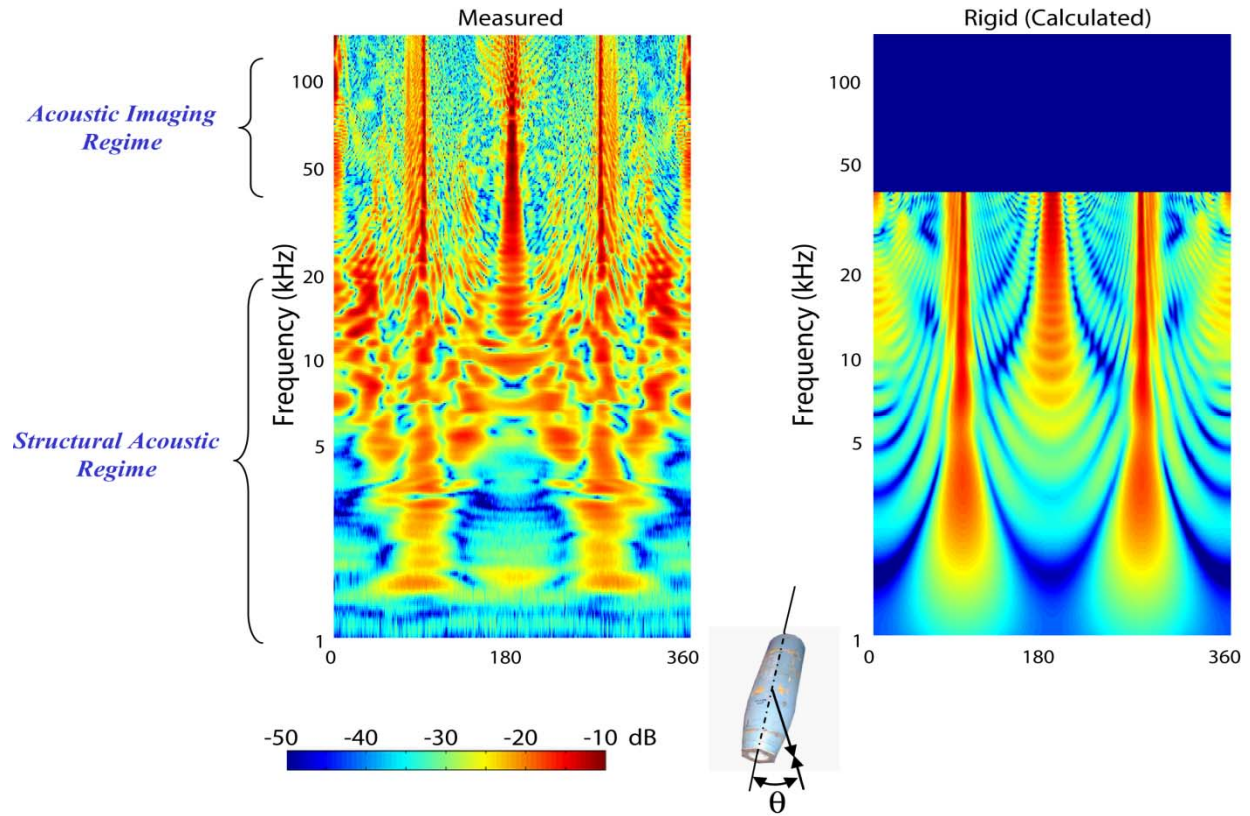 Measured
Rigid (Calculated)
Acoustic Imaging
Regime
Structural Acoustic
Regime
Frequency (kHz)
100
50
20
10
5
1
0
180
360
Frequency (kHz)
100
50
20
10
5
1
0
180
360
-50
-40
-30
-20
-10
dB
θ